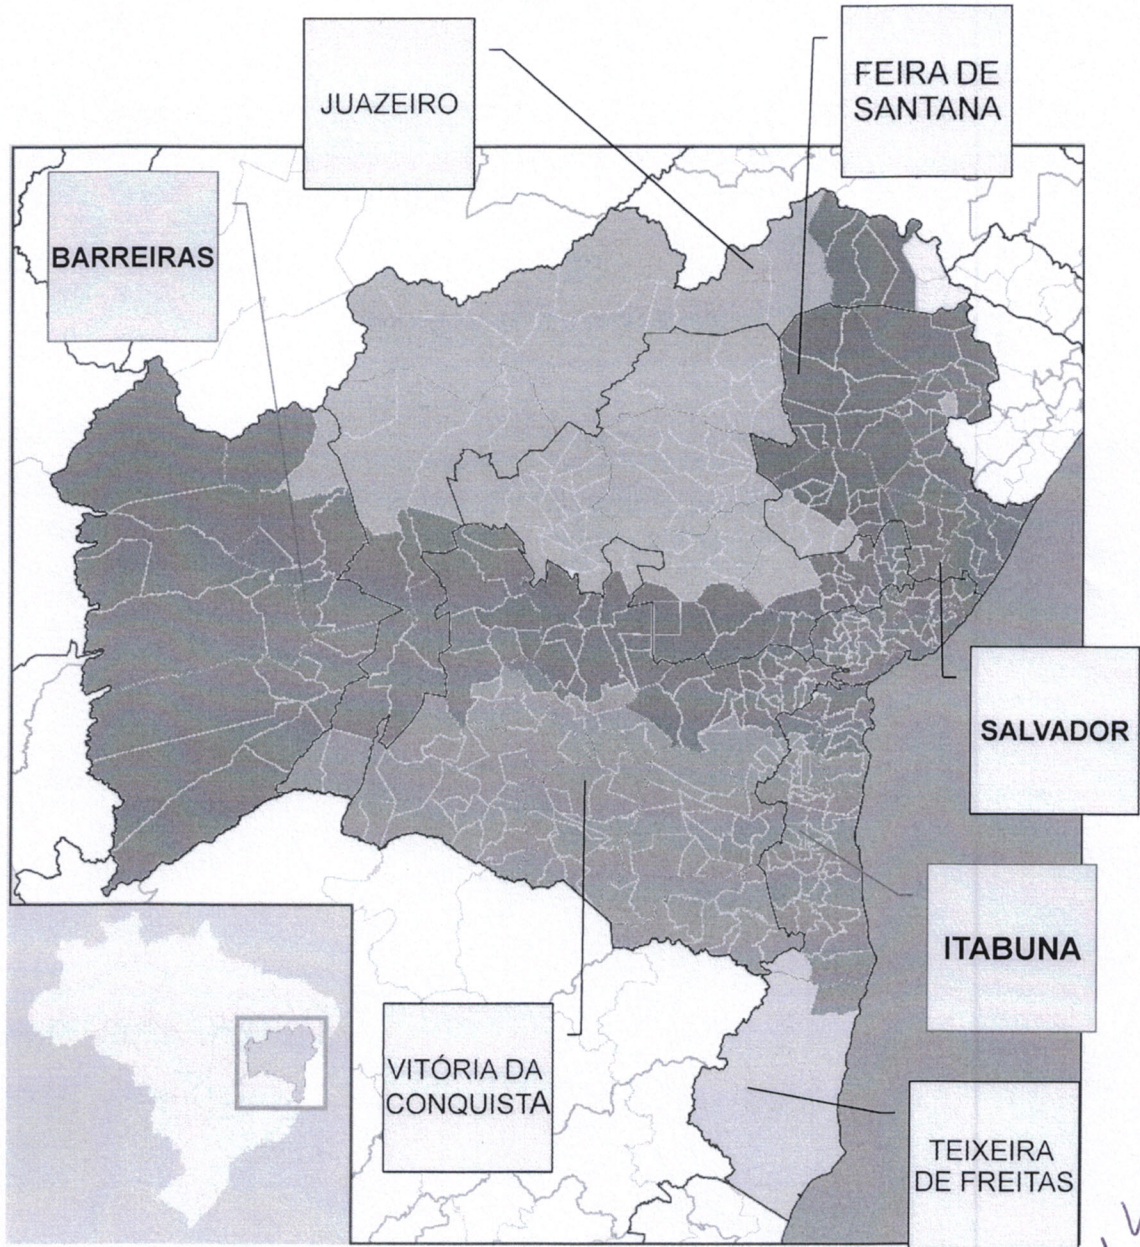 JUAZEIRO
FEIRA DE
SANTANA
BARREIRAS
SALVADOR
ITABUNA
VITÓRIA DA
CONQUISTA
TEIXEIRA
DE FREITAS